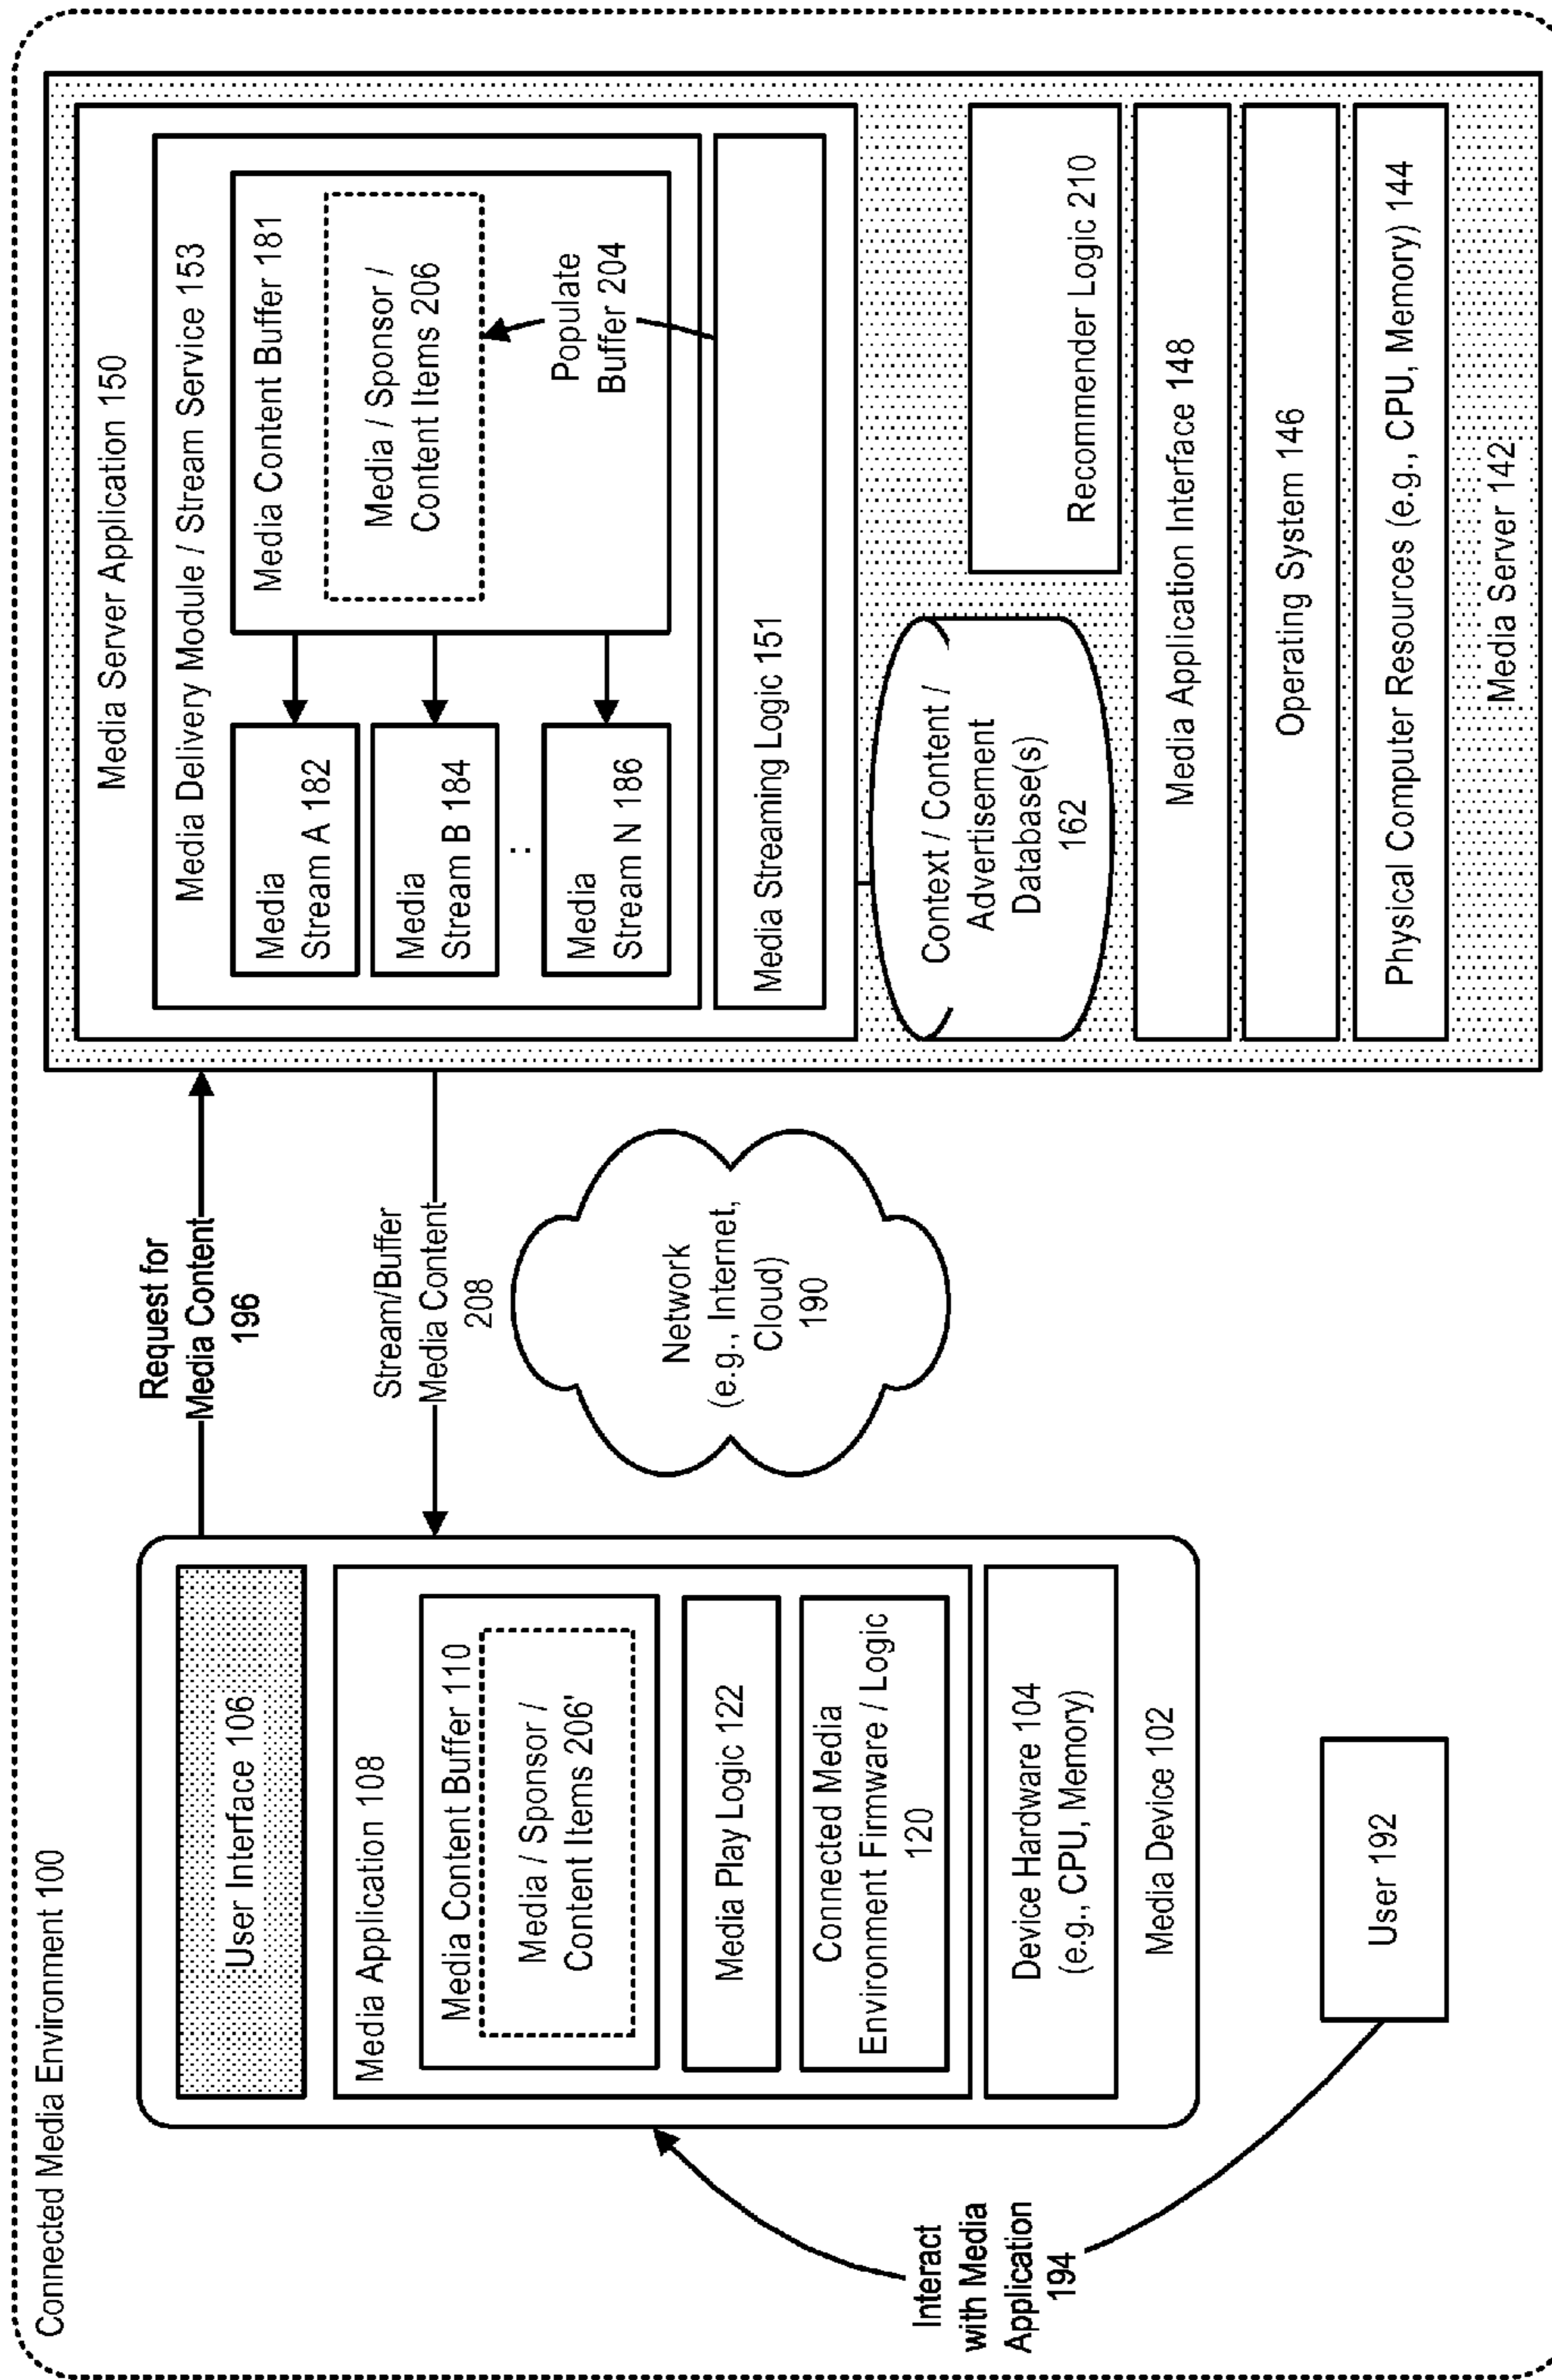 Connected Media Environment 100
User Interface 106
Media Application 108
Media Content Buffer 110
Media / Sponsor /
Content Items 206'
Media Play Logic 122
Connected Media
Environment Firmware / Logic
120
Device Hardware 104
(e.g., CPU, Memory)
Media Device 102
Interact
with Media
Application
194
User 192
Request for
Media Content
196
Stream/Buffer
Media Content
208
Network
(e.g., Internet,
Cloud)
190
Media Server Application 150
Media Delivery Module / Stream Service 153
Media
Stream A 182
Media
Stream B 184
:
Media
Stream N 186
Media Content Buffer 181
Media / Sponsor /
Content Items 206
Populate
Buffer 204
Media Streaming Logic 151
Context / Content /
Advertisement
Database(s)
162
Recommender Logic 210
Media Application Interface 148
Operating System 146
Physical Computer Resources (e.g., CPU, Memory) 144
Media Server 142